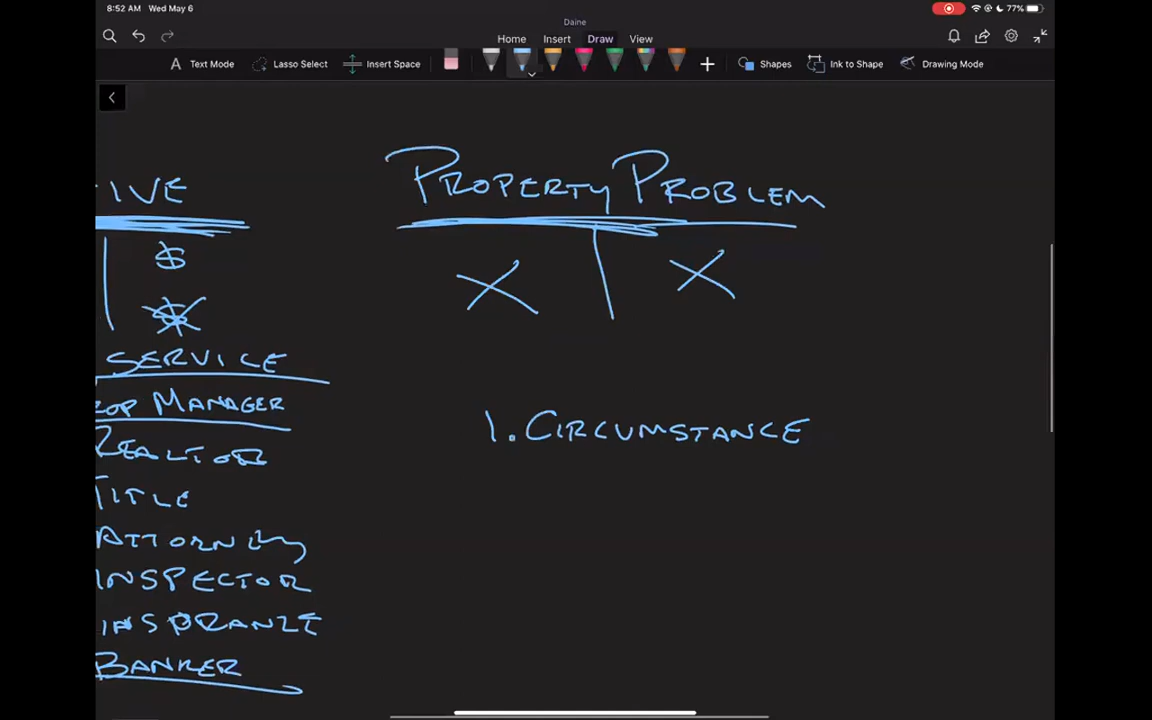 8:52 AM Wed May 6
77%
Daine
Home Insert Draw View
Text Mode Lasso Select Insert Space Shapes Ink to Shape Drawing Mode
IVE
PROPERTY PROBLEM
$
X X
$
SERVICE
ROP MANAGER
1. CIRCUMSTANCE
REALTOR
TITLE
ATTORNEY
INSPECTOR
BANKER